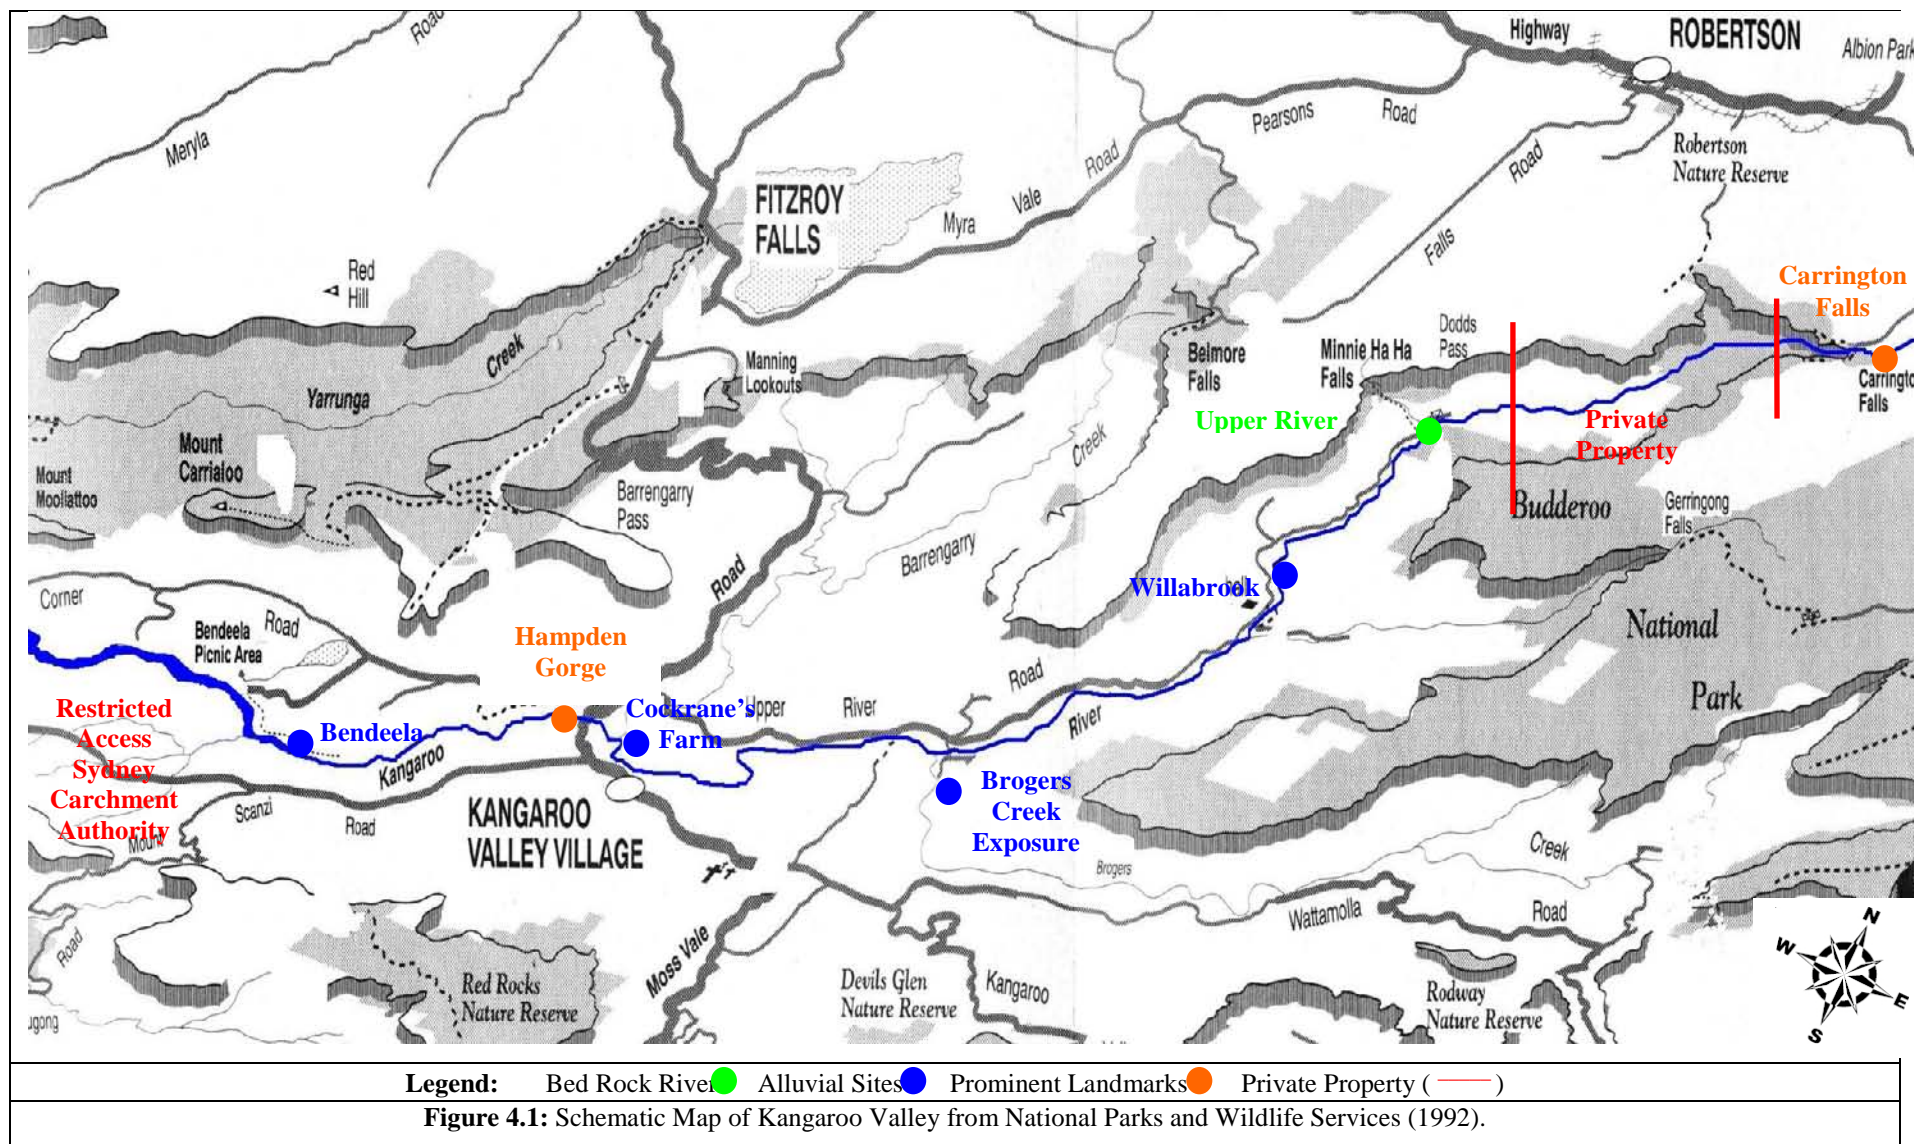 Road
Highway
ROBERTSON
Albion Park
Meryla
Pearsons
Road
Robertson
Nature Reserve
Road
FITZROY
FALLS
Myra
Vale
Road
Falls
Red
Hill
Carrington
Falls
Creek
Yarrunga
Manning
Lookouts
Belmore
Falls
Minnie Ha Ha
Falls
Dodds
Pass
Carringto
Falls
Upper River
Private
Property
Mount
Carrialoo
Mount
Moollattoo
Barrengarry
Pass
Creek
Barrengarry
Budderoo
Gerringong
Falls
Road
Willabrook
Corner
Road
Bendeela
Picnic Area
Hampden
Gorge
National
Park
Road
Restricted
Access
Sydney
Carchment
Authority
Bendeela
Cockrane's
Farm
Upper
River
River
Kangaroo
Brogers
Creek
Exposure
Scanzi
Road
Mount
KANGAROO
VALLEY VILLAGE
Brogers
Creek
Wattamolla
Road
Road
Moss Vale
Red Rocks
Nature Reserve
Devils Glen
Nature Reserve
Kangaroo
Rodway
Nature Reserve
ugong
N
W
E
S
Legend: Bed Rock River Alluvial Sites Prominent Landmarks Private Property ( )
Figure 4.1: Schematic Map of Kangaroo Valley from National Parks and Wildlife Services (1992).